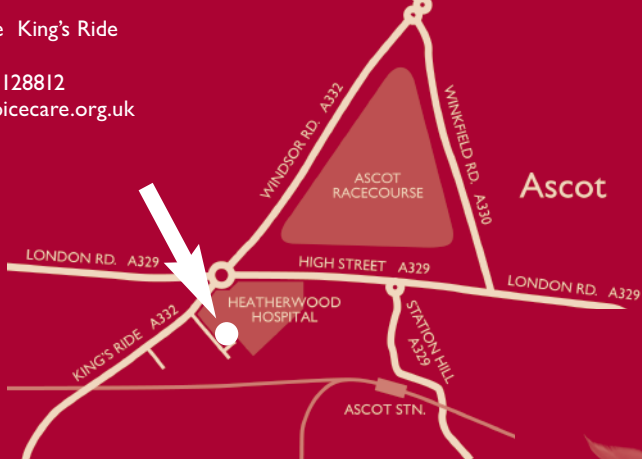 King's Ride
128812
icecare.org.uk
WINDSOR RD. A332
WINKFIELD RD. A330
ASCOT
RACECOURSE
Ascot
LONDON RD. A329
HIGH STREET A329
LONDON RD. A329
HEATHERWOOD
HOSPITAL
KING'S RIDE A332
STATION HILL
A329
ASCOT STN.